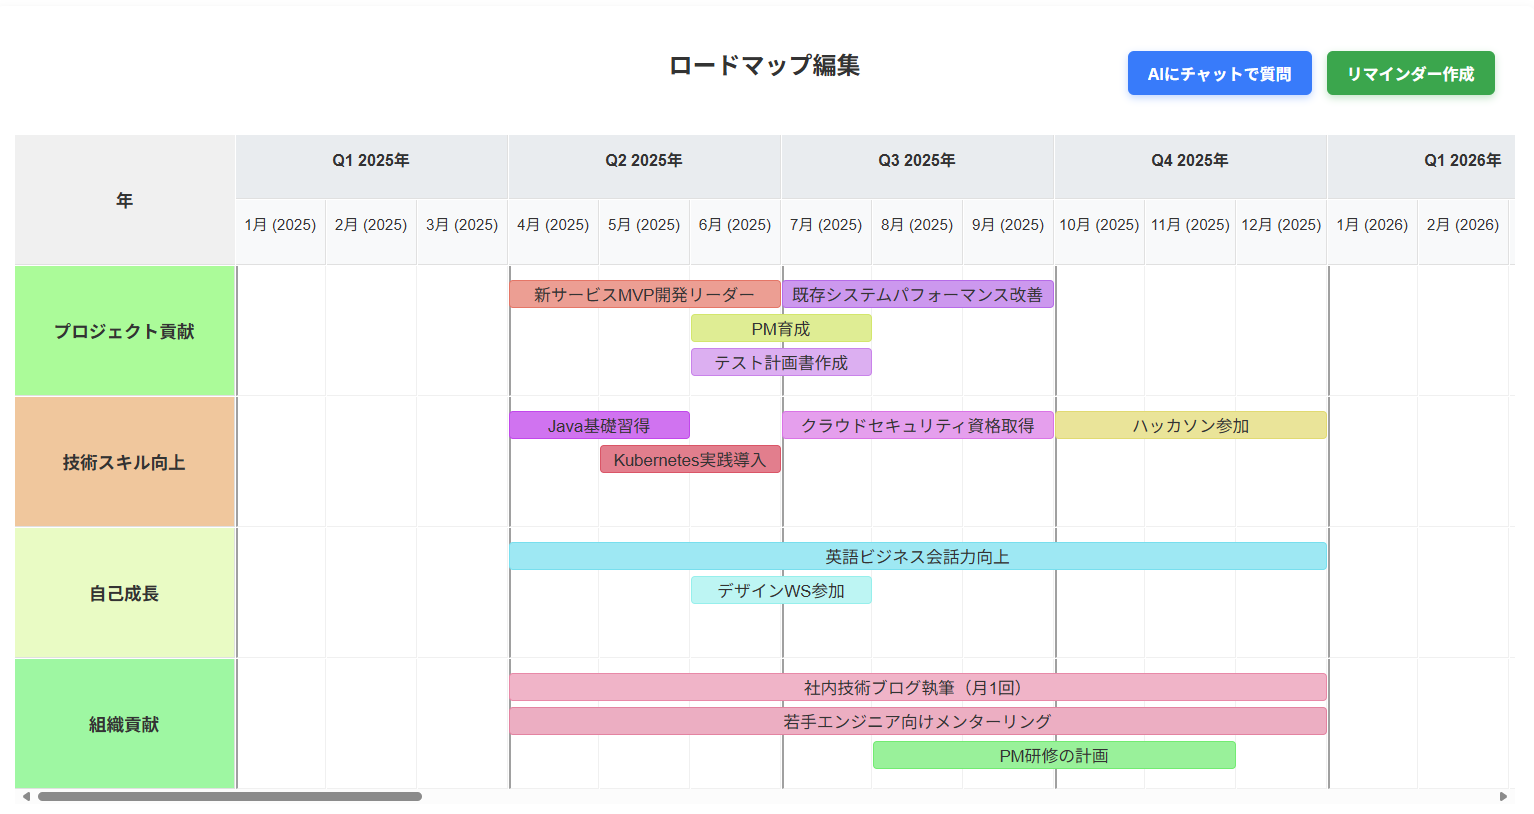 ロードマップ編集
AIにチャットで質問
リマインダー作成
年
Q1 2025年
Q2 2025年
Q3 2025年
Q4 2025年
Q1 2026年
1月 (2025)
2月 (2025)
3月 (2025)
4月 (2025)
5月 (2025)
6月 (2025)
7月 (2025)
8月 (2025)
9月 (2025)
10月 (2025)
11月 (2025)
12月 (2025)
1月 (2026)
2月 (2026)
プロジェクト貢献
新サービスMVP開発リーダー
既存システムパフォーマンス改善
PM育成
テスト計画書作成
技術スキル向上
Java基礎習得
クラウドセキュリティ資格取得
ハッカソン参加
Kubernetes実践導入
自己成長
英語ビジネス会話力向上
デザインWS参加
組織貢献
社内技術ブログ執筆（月1回）
若手エンジニア向けメンターリング
PM研修の計画